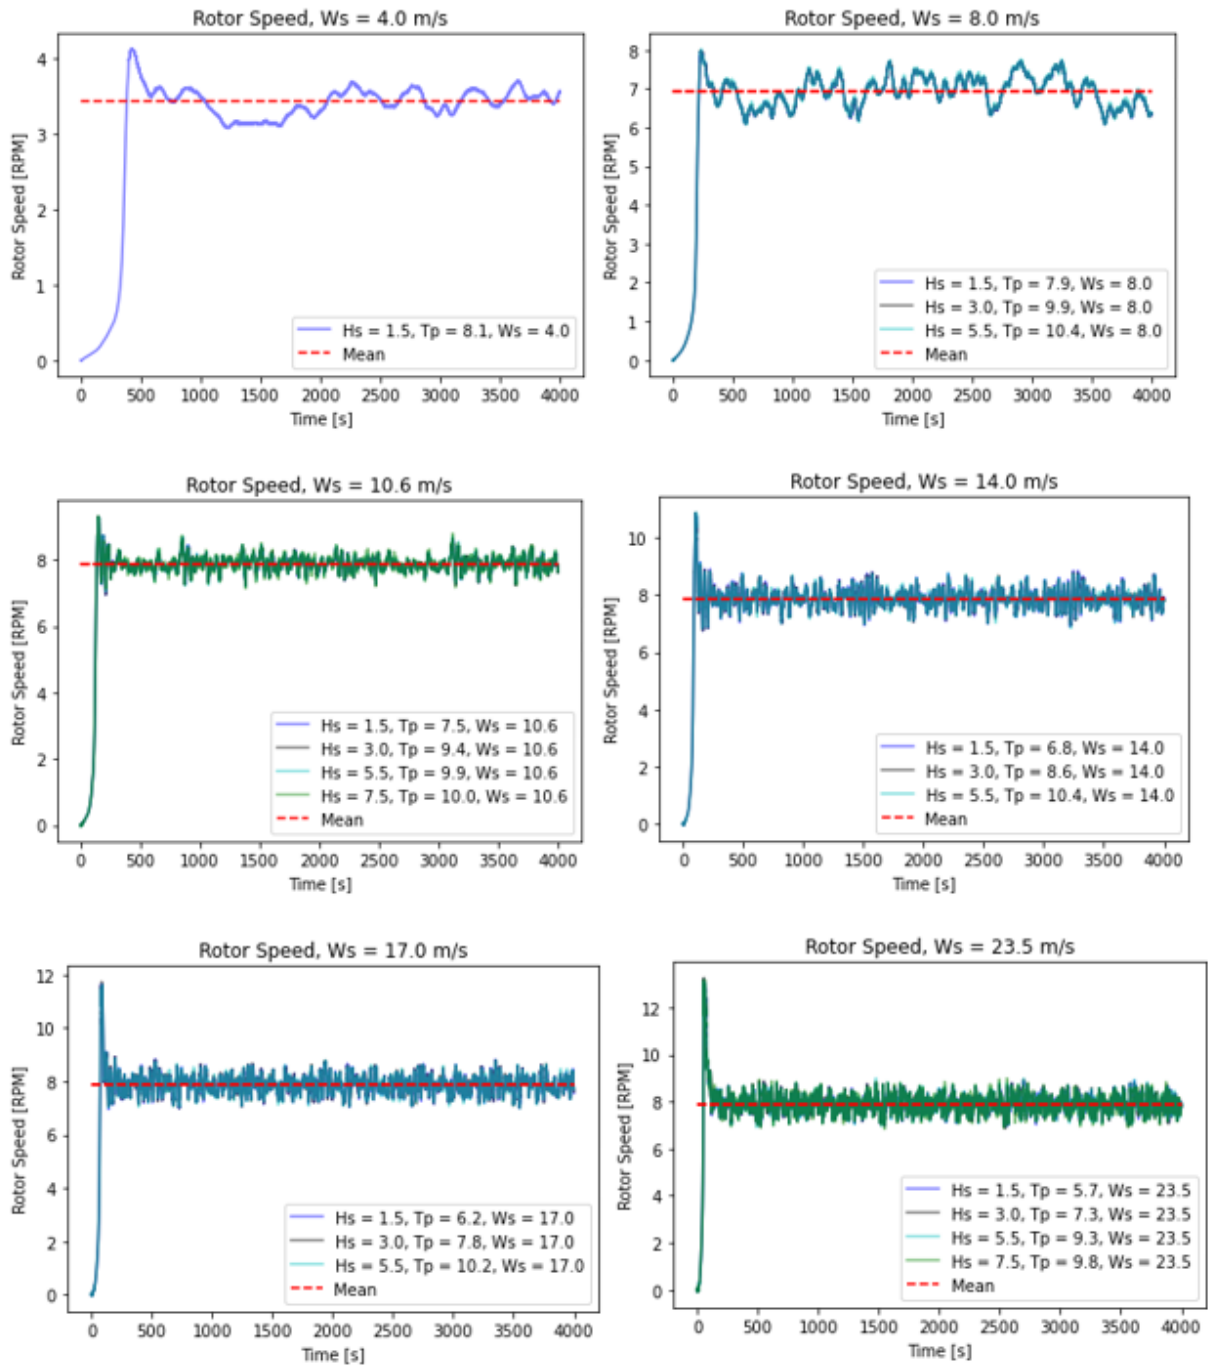 Rotor Speed, Ws = 4.0 m/s
Rotor Speed [RPM]
4
3
2
1
0
Hs = 1.5, Tp = 8.1, Ws = 4.0
Mean
0 500 1000 1500 2000 2500 3000 3500 4000
Time [s]
Rotor Speed, Ws = 8.0 m/s
Rotor Speed [RPM]
8
7
6
5
4
3
2
1
0
Hs = 1.5, Tp = 7.9, Ws = 8.0
Hs = 3.0, Tp = 9.9, Ws = 8.0
Hs = 5.5, Tp = 10.4, Ws = 8.0
Mean
0 500 1000 1500 2000 2500 3000 3500 4000
Time [s]
Rotor Speed, Ws = 10.6 m/s
Rotor Speed [RPM]
8
6
4
2
0
Hs = 1.5, Tp = 7.5, Ws = 10.6
Hs = 3.0, Tp = 9.4, Ws = 10.6
Hs = 5.5, Tp = 9.9, Ws = 10.6
Hs = 7.5, Tp = 10.0, Ws = 10.6
Mean
0 500 1000 1500 2000 2500 3000 3500 4000
Time [s]
Rotor Speed, Ws = 14.0 m/s
Rotor Speed [RPM]
10
8
6
4
2
0
Hs = 1.5, Tp = 6.8, Ws = 14.0
Hs = 3.0, Tp = 8.6, Ws = 14.0
Hs = 5.5, Tp = 10.4, Ws = 14.0
Mean
0 500 1000 1500 2000 2500 3000 3500 4000
Time [s]
Rotor Speed, Ws = 17.0 m/s
Rotor Speed [RPM]
12
10
8
6
4
2
0
Hs = 1.5, Tp = 6.2, Ws = 17.0
Hs = 3.0, Tp = 7.8, Ws = 17.0
Hs = 5.5, Tp = 10.2, Ws = 17.0
Mean
0 500 1000 1500 2000 2500 3000 3500 4000
Time [s]
Rotor Speed, Ws = 23.5 m/s
Rotor Speed [RPM]
12
10
8
6
4
2
0
Hs = 1.5, Tp = 5.7, Ws = 23.5
Hs = 3.0, Tp = 7.3, Ws = 23.5
Hs = 5.5, Tp = 9.3, Ws = 23.5
Hs = 7.5, Tp = 9.8, Ws = 23.5
Mean
0 500 1000 1500 2000 2500 3000 3500 4000
Time [s]